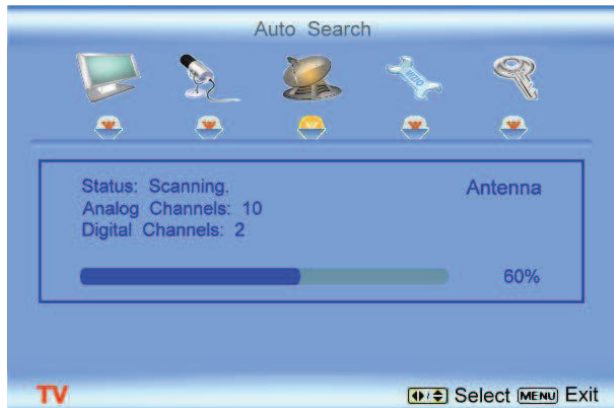 Auto Search
Status: Scanning.
Antenna
Analog Channels: 10
Digital Channels: 2
60%
TV
Select MENU Exit